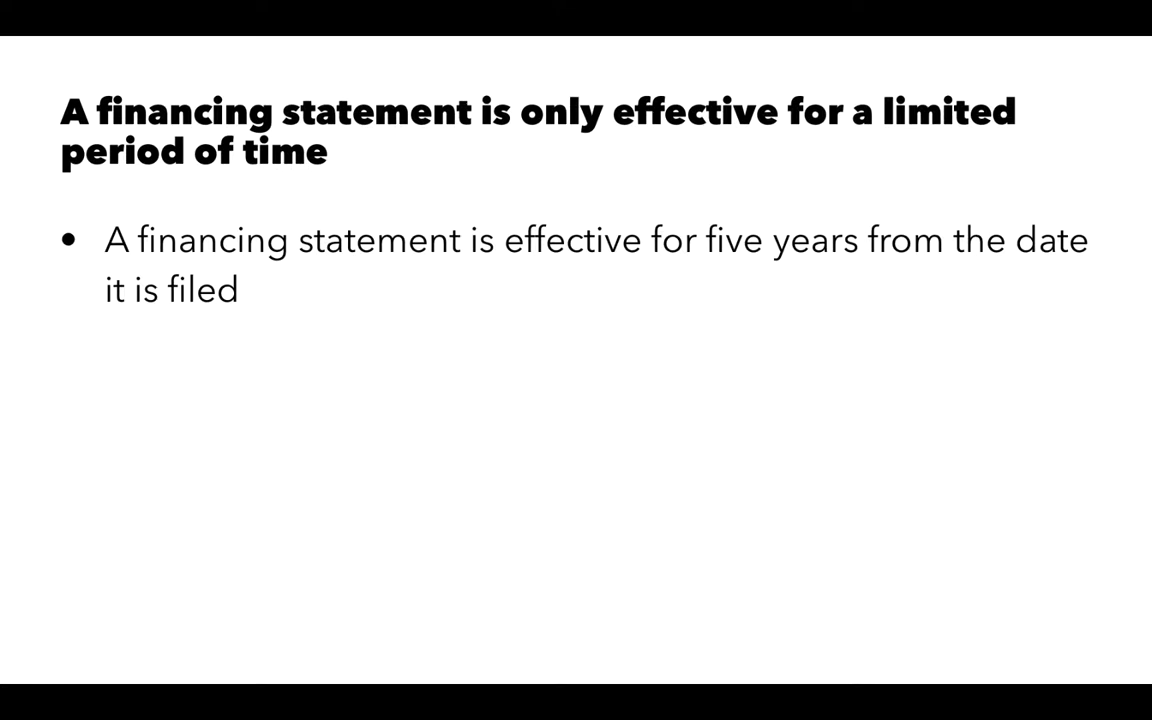 A financing statement is only effective for a limited
period of time
• A financing statement is effective for five years from the date
it is filed